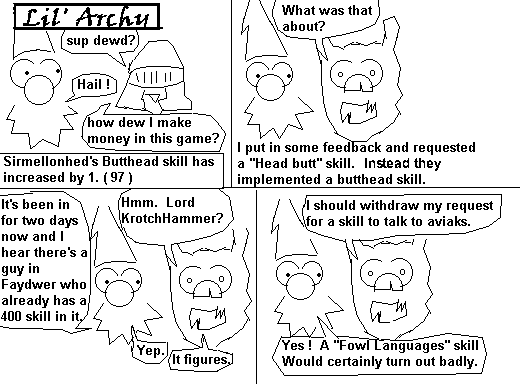 Lil' Archy
sup dewd?
Hail !
how dew I make
money in this game?
Sirmellonhed's Butthead skill has
increased by 1. ( 97 )
What was that
about?
I put in some feedback and requested
a "Head butt" skill. Instead they
implemented a butthead skill.
It's been in
for two days
now and I
hear there's a
guy in
Faydwer who
already has a
400 skill in it.
Hmm. Lord
KrotchHammer?
Yep.
It figures.
I should withdraw my request
for a skill to talk to aviaks.
Yes ! A "Fowl Languages" skill
Would certainly turn out badly.